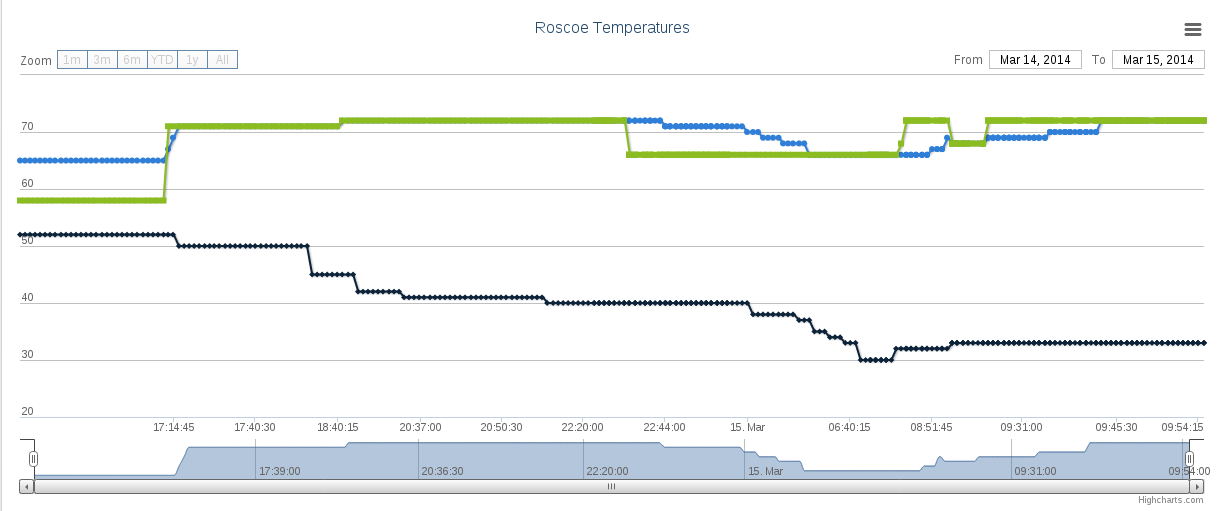 Roscoe Temperatures
Zoom 1m 3m 6m YTD 1y All From Mar 14, 2014 To Mar 15, 2014
70
60
50
40
30
20
17:14:45 17:40:30 18:40:15 20:37:00 20:50:30 22:20:00 22:44:00 15. Mar 06:40:15 08:51:45 09:31:00 09:45:30 09:54:15
17:39:00 20:36:30 22:20:00 15. Mar 09:31:00 09:54:00
Highcharts.com